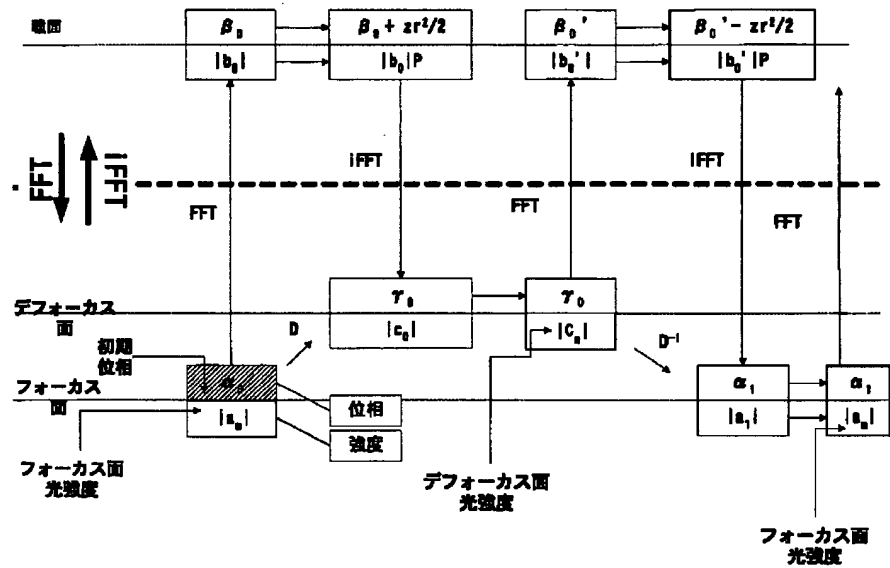 瞳面
β₀
β₀ + zr²/2
β₀'
β₀' − zr²/2
|b₀|
|b₀|P
|b₀'|
|b₀'|P
FFT
iFFT
iFFT
iFFT
FFT
FFT
FFT
デフォーカス
面
γ₀
γ₀
|c₀|
|Cₘ|
D
D⁻¹
初期
位相
フォーカス
面
α₀
|aₘ|
位相
強度
α₁
α₁
|a₁|
|aₘ|
フォーカス面
光強度
デフォーカス面
光強度
フォーカス面
光強度